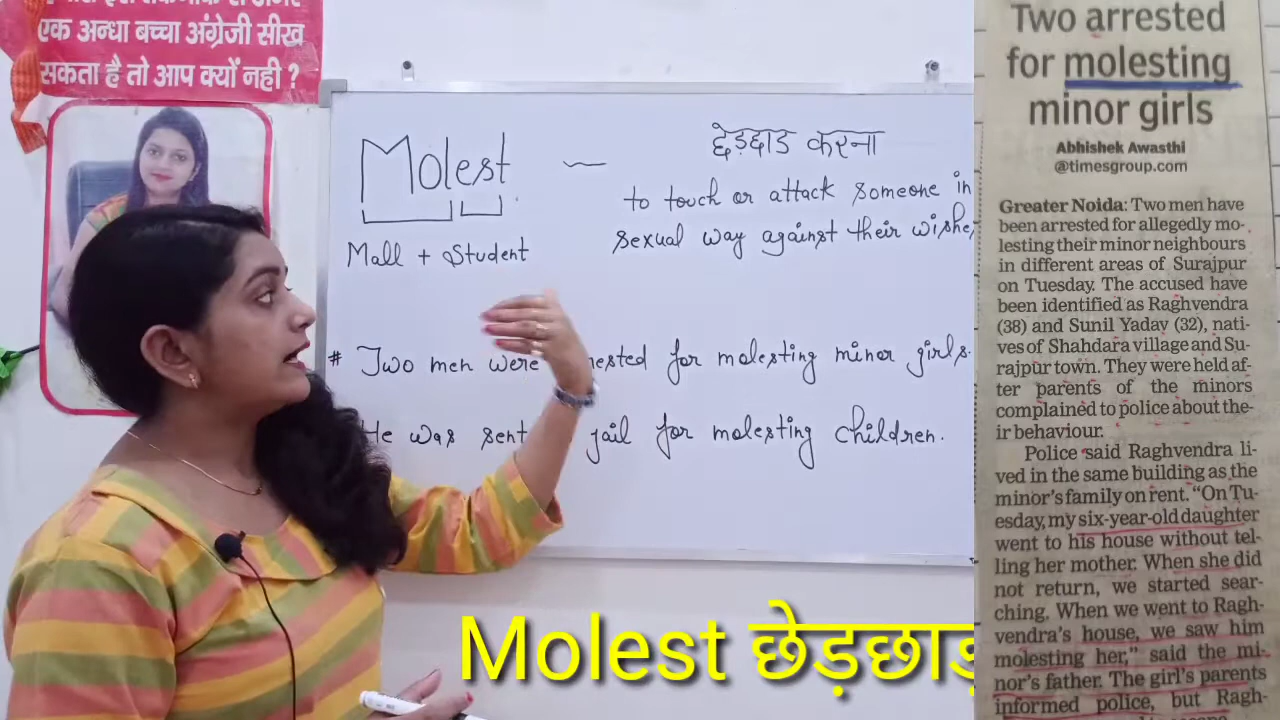 एक अन्धा बच्चा अंग्रेजी सीख
सकता है तो आप क्यों नही ?
Molest — छेड़छाड़ करना
to touch or attack someone in
sexual way against their wishe
Mall + Student
# Two men were ested for molesting minor girls.
He was sent jail for molesting children.
Molest छेड़छाड़
Two arrested
for molesting
minor girls
Abhishek Awasthi
@timesgroup.com
Greater Noida: Two men have
been arrested for allegedly mo-
lesting their minor neighbours
in different areas of Surajpur
on Tuesday. The accused have
been identified as Raghvendra
(38) and Sunil Yadav (32), nati-
ves of Shahdara village and Su-
rajpur town. They were held af-
ter parents of the minors
complained to police about the-
ir behaviour.
Police said Raghvendra li-
ved in the same building as the
minor's family on rent. “On Tu-
esday, my six-year-old daughter
went to his house without tel-
ling her mother. When she did
not return, we started sear-
ching. When we went to Ragh-
vendra's house, we saw him
molesting her,” said the mi-
nor's father. The girl's parents
informed police, but Ragh-